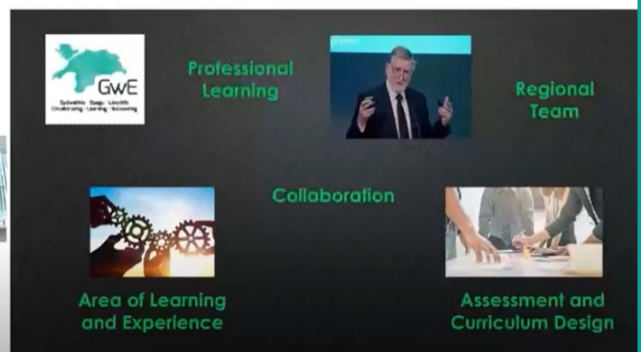 GwE
Professional
Learning
Regional
Team
Collaboration
Area of Learning
and Experience
Assessment and
Curriculum Design